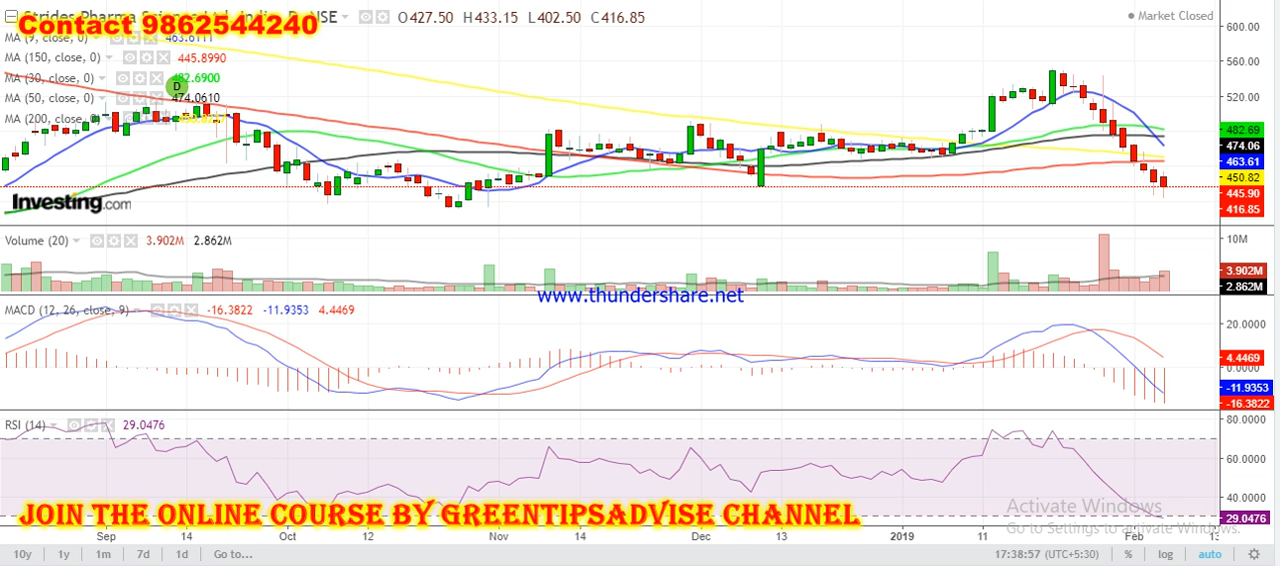 Strides Pharma Sciences Ltd, India, D, NSE O427.50 H433.15 L402.50 C416.85
Contact 9862544240
Market Closed
MA (9, close, 0) 463.6111
MA (150, close, 0) 445.8990
MA (30, close, 0) 482.6900
D
MA (50, close, 0) 474.0610
MA (200, close, 0)
600.00
560.00
520.00
482.69
474.06
463.61
450.82
445.90
416.85
Investing.com
Volume (20) 3.902M 2.862M
10M
3.902M
2.862M
www.thundershare.net
MACD (12, 26, close, 9) -16.3822 -11.9353 4.4469
20.0000
4.4469
0.0000
-11.9353
-16.3822
RSI (14) 29.0476
80.0000
60.0000
40.0000
29.0476
Activate Windows
Go to Settings to activate Windows.
JOIN THE ONLINE COURSE BY GREENTIPSADVISE CHANNEL
Sep 14 Oct 12 Nov 14 Dec 13 2019 11 Feb 13
10y 1y 1m 7d 1d Go to... 17:38:57 (UTC+5:30) % log auto